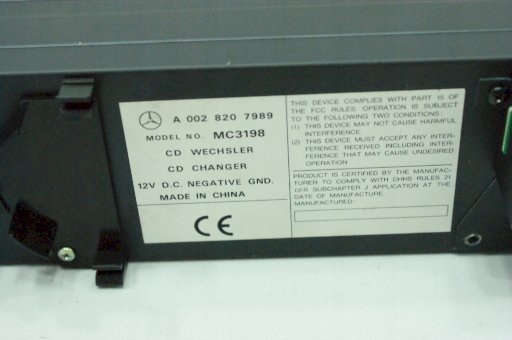 A 002 820 7989
MODEL NO. MC3198
CD WECHSLER
CD CHANGER
12V D.C. NEGATIVE GND.
MADE IN CHINA
CE
THIS DEVICE COMPLIES WITH PART 15 OF
THE FCC RULES. OPERATION IS SUBJECT
TO THE FOLLOWING TWO CONDITIONS:
(1) THIS DEVICE MAY NOT CAUSE HARMFUL
INTERFERENCE.
(2) THIS DEVICE MUST ACCEPT ANY INTER-
FERENCE RECEIVED INCLUDING INTER-
FERENCE THAT MAY CAUSE UNDESIRED
OPERATION
PRODUCT IS CERTIFIED BY THE MANUFAC-
TURER TO COMPLY WITH DHHS RULES 21
CFR SUBCHAPTER J APPLICATION AT THE
DATE OF MANUFACTURE.
MANUFACTURED: